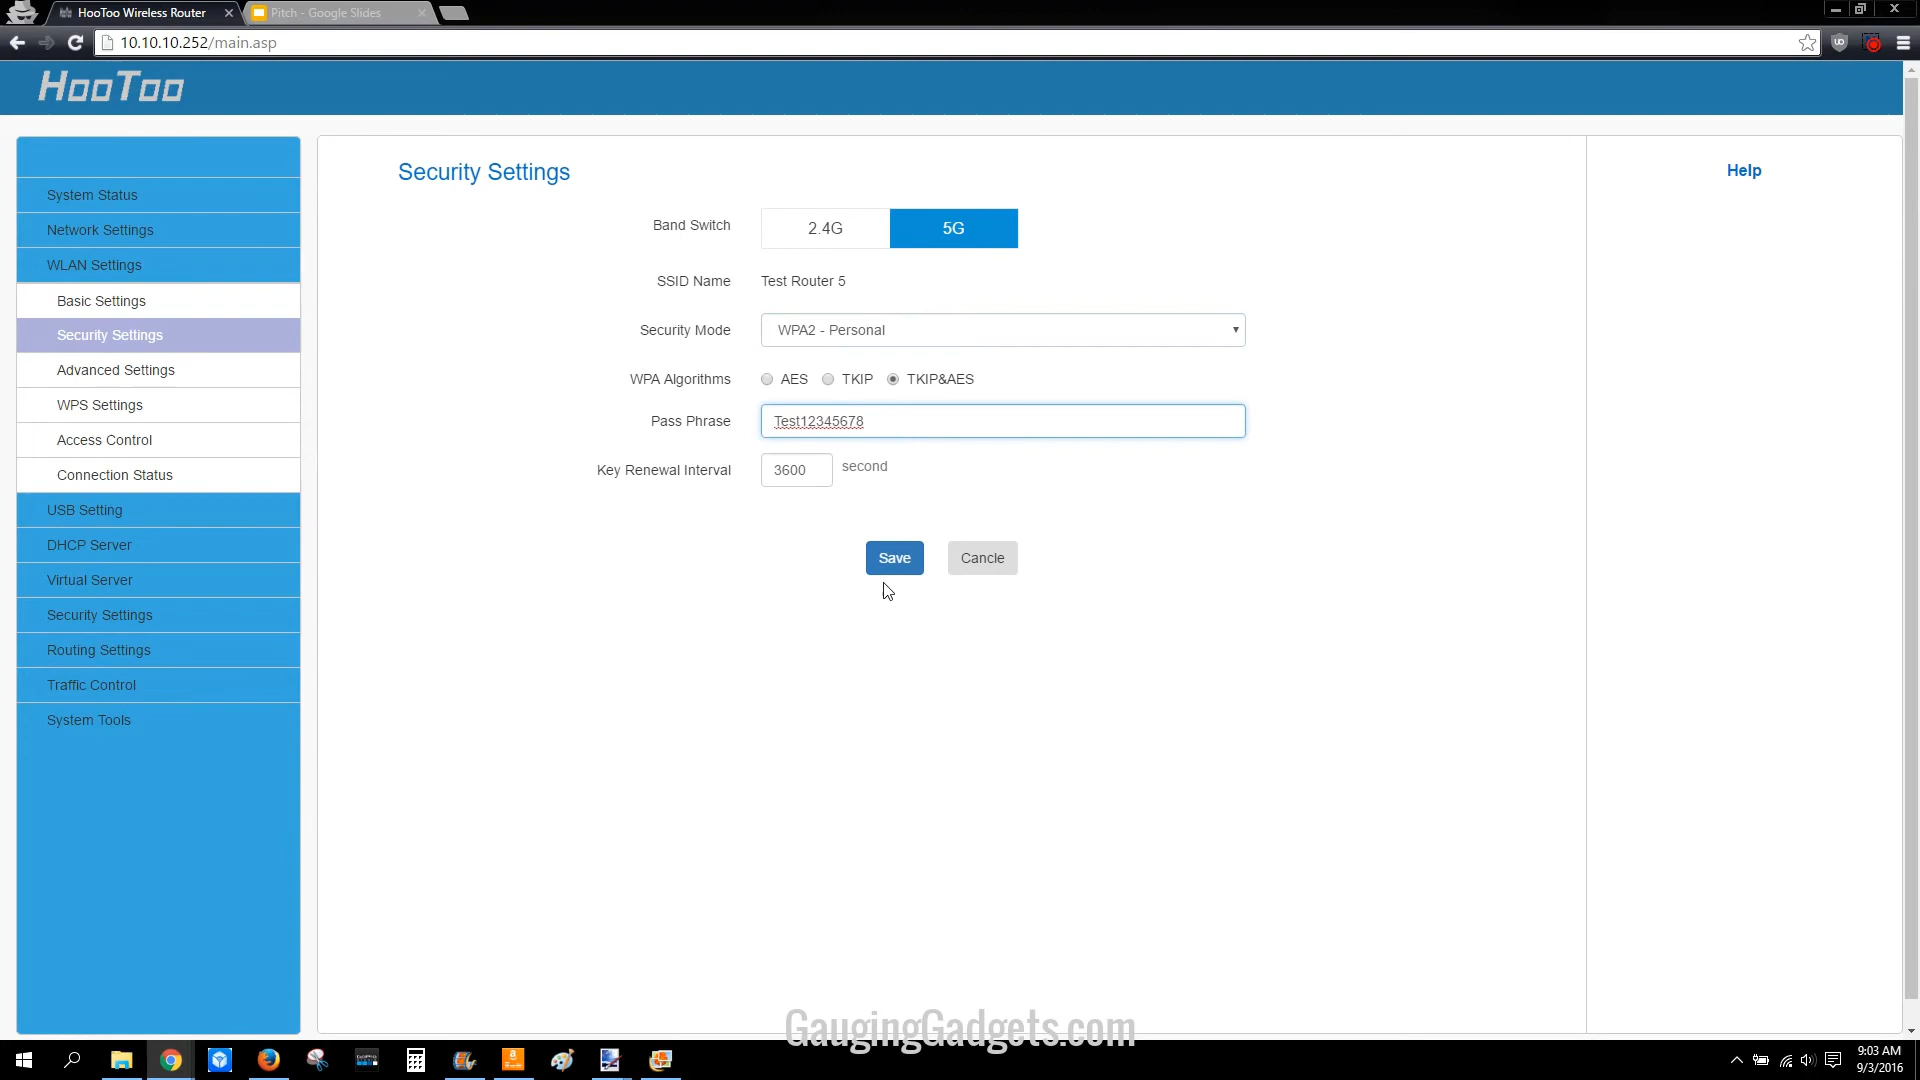 HooToo Wireless Router
Pitch - Google Slides
10.10.10.252/main.asp
HooToo
System Status
Network Settings
WLAN Settings
Basic Settings
Security Settings
Advanced Settings
WPS Settings
Access Control
Connection Status
USB Setting
DHCP Server
Virtual Server
Security Settings
Routing Settings
Traffic Control
System Tools
Security Settings
Band Switch 2.4G 5G
SSID Name Test Router 5
Security Mode WPA2 - Personal
WPA Algorithms AES TKIP TKIP&AES
Pass Phrase Test12345678
Key Renewal Interval 3600 second
Save Cancle
Help
GaugingGadgets.com
9:03 AM
9/3/2016